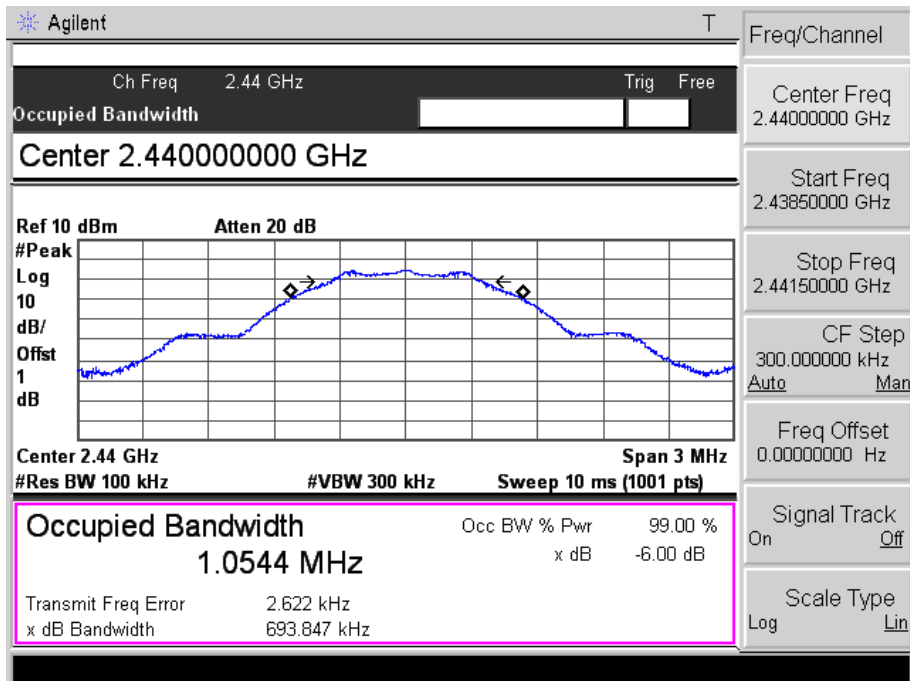 Agilent T
Freq/Channel
Ch Freq 2.44 GHz Trig Free
Occupied Bandwidth
Center 2.440000000 GHz
Ref 10 dBm Atten 20 dB
#Peak
Log
10
dB/
Offst
1
dB
Center 2.44 GHz Span 3 MHz
#Res BW 100 kHz #VBW 300 kHz Sweep 10 ms (1001 pts)
Occupied Bandwidth Occ BW % Pwr 99.00 %
1.0544 MHz x dB -6.00 dB
Transmit Freq Error 2.622 kHz
x dB Bandwidth 693.847 kHz
Center Freq
2.44000000 GHz
Start Freq
2.43850000 GHz
Stop Freq
2.44150000 GHz
CF Step
300.000000 kHz
Auto Man
Freq Offset
0.00000000 Hz
Signal Track
On Off
Scale Type
Log Lin